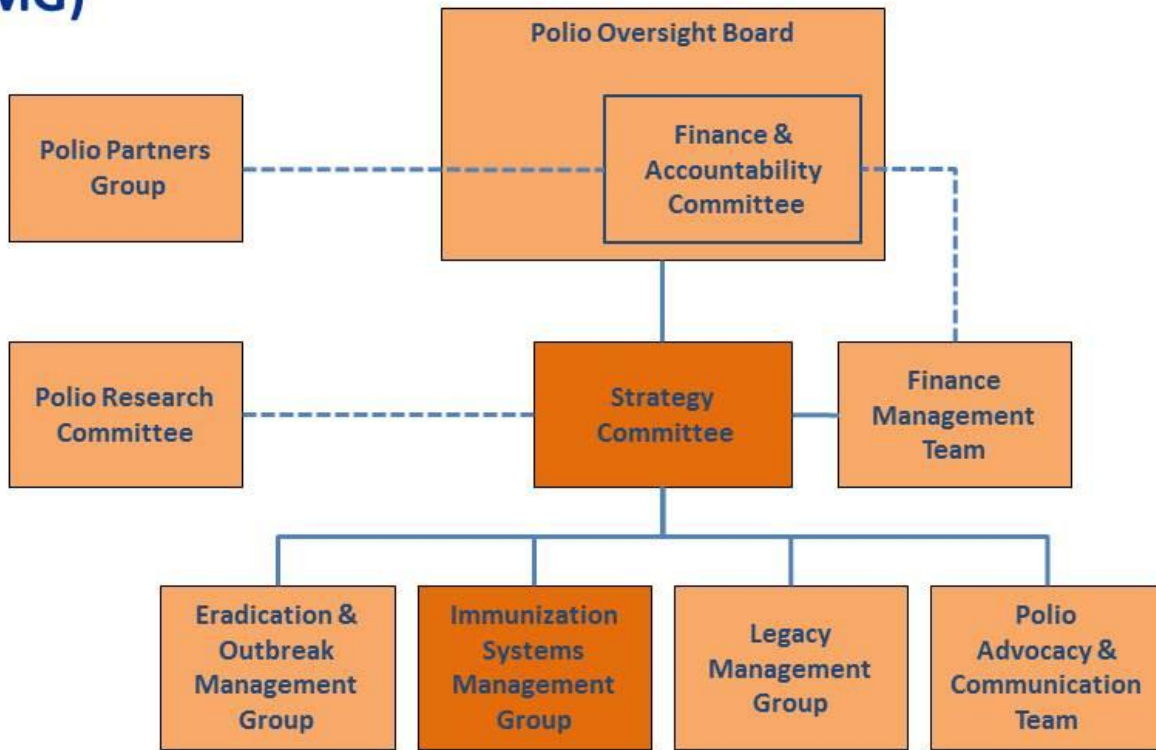 MG)
Polio Oversight Board
Polio Partners
Group
Finance &
Accountability
Committee
Polio Research
Committee
Strategy
Committee
Finance
Management
Team
Eradication &
Outbreak
Management
Group
Immunization
Systems
Management
Group
Legacy
Management
Group
Polio
Advocacy &
Communication
Team